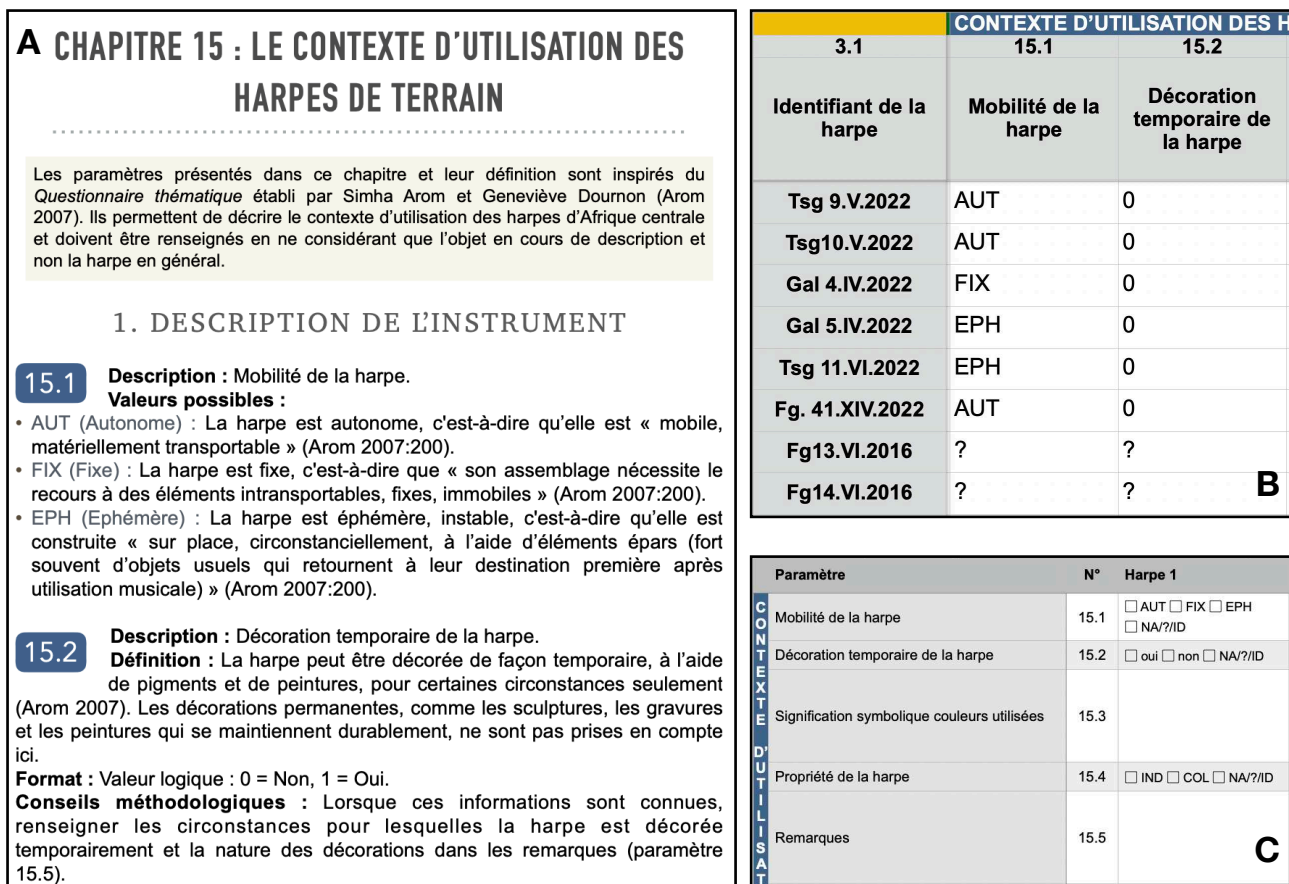 A CHAPITRE 15 : LE CONTEXTE D’UTILISATION DES
HARPES DE TERRAIN
Les paramètres présentés dans ce chapitre et leur définition sont inspirés du
Questionnaire thématique établi par Simha Arom et Geneviève Dournon (Arom
2007). Ils permettent de décrire le contexte d’utilisation des harpes d’Afrique centrale
et doivent être renseignés en ne considérant que l’objet en cours de description et
non la harpe en général.
1. DESCRIPTION DE L’INSTRUMENT
15.1 Description : Mobilité de la harpe.
Valeurs possibles :
• AUT (Autonome) : La harpe est autonome, c'est-à-dire qu’elle est « mobile,
matériellement transportable » (Arom 2007:200).
• FIX (Fixe) : La harpe est fixe, c'est-à-dire que « son assemblage nécessite le
recours à des éléments intransportables, fixes, immobiles » (Arom 2007:200).
• EPH (Ephémère) : La harpe est éphémère, instable, c'est-à-dire qu’elle est
construite « sur place, circonstanciellement, à l’aide d’éléments épars (fort
souvent d’objets usuels qui retournent à leur destination première après
utilisation musicale) » (Arom 2007:200).
15.2 Description : Décoration temporaire de la harpe.
Définition : La harpe peut être décorée de façon temporaire, à l’aide
de pigments et de peintures, pour certaines circonstances seulement
(Arom 2007). Les décorations permanentes, comme les sculptures, les gravures
et les peintures qui se maintiennent durablement, ne sont pas prises en compte
ici.
Format : Valeur logique : 0 = Non, 1 = Oui.
Conseils méthodologiques : Lorsque ces informations sont connues,
renseigner les circonstances pour lesquelles la harpe est décorée
temporairement et la nature des décorations dans les remarques (paramètre
15.5).
CONTEXTE D’UTILISATION DES H
3.1 15.1 15.2
Identifiant de la harpe Mobilité de la harpe Décoration temporaire de la harpe
Tsg 9.V.2022 AUT 0
Tsg10.V.2022 AUT 0
Gal 4.IV.2022 FIX 0
Gal 5.IV.2022 EPH 0
Tsg 11.VI.2022 EPH 0
Fg. 41.XIV.2022 AUT 0
Fg13.VI.2016 ? ?
Fg14.VI.2016 ? ?
B
Paramètre N° Harpe 1
CONTEXTE D’UTILISAT
Mobilité de la harpe 15.1 ☐ AUT ☐ FIX ☐ EPH
☐ NA/?/ID
Décoration temporaire de la harpe 15.2 ☐ oui ☐ non ☐ NA/?/ID
Signification symbolique couleurs utilisées 15.3
Propriété de la harpe 15.4 ☐ IND ☐ COL ☐ NA/?/ID
Remarques 15.5
C